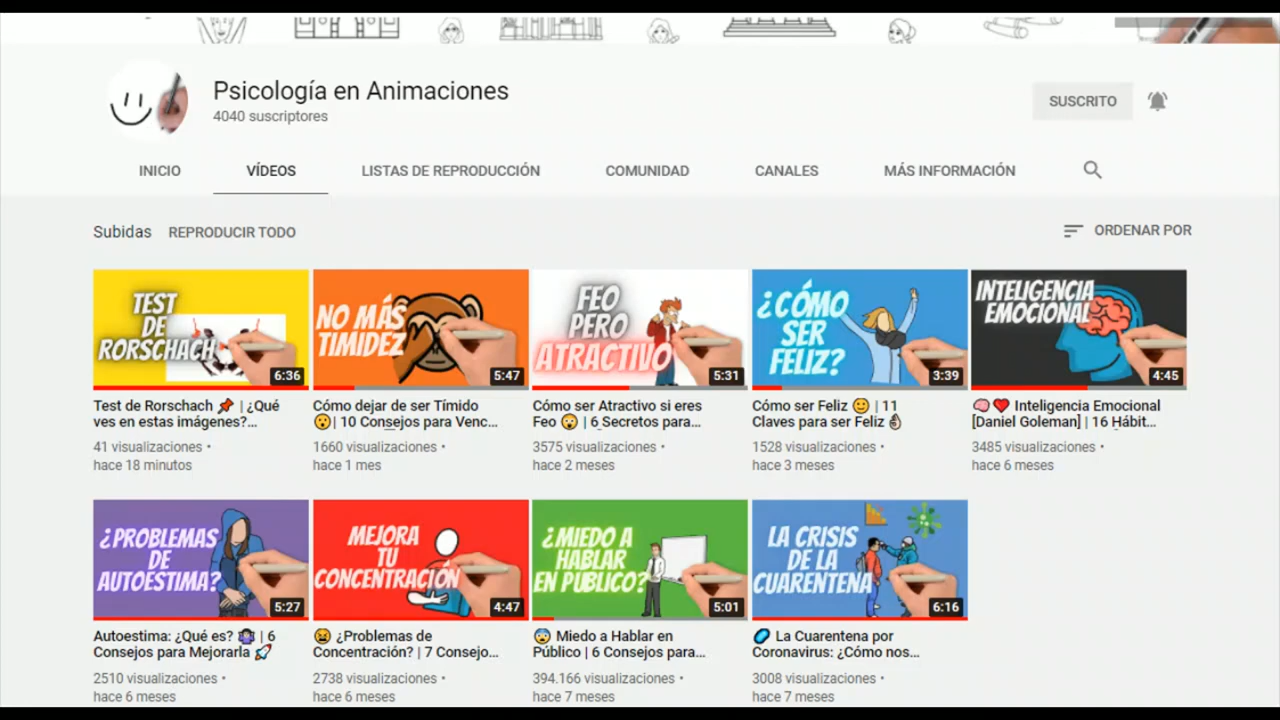 Psicología en Animaciones
4040 suscriptores
SUSCRITO
INICIO VÍDEOS LISTAS DE REPRODUCCIÓN COMUNIDAD CANALES MÁS INFORMACIÓN
Subidas REPRODUCIR TODO ORDENAR POR
TEST
DE
RORSCHACH
6:36
NO MÁS
TIMIDEZ
5:47
FEO
PERO
ATRACTIVO
5:31
¿CÓMO
SER
FELIZ?
3:39
INTELIGENCIA
EMOCIONAL
4:45
Test de Rorschach 📌 | ¿Qué
ves en estas imágenes?...
41 visualizaciones •
hace 18 minutos
Cómo dejar de ser Tímido
😮| 10 Consejos para Venc...
1660 visualizaciones •
hace 1 mes
Cómo ser Atractivo si eres
Feo 😮 | 6 Secretos para...
3575 visualizaciones •
hace 2 meses
Cómo ser Feliz 🙂 | 11
Claves para ser Feliz 👌
1528 visualizaciones •
hace 3 meses
🧠❤️ Inteligencia Emocional
[Daniel Goleman] | 16 Hábit...
3485 visualizaciones •
hace 6 meses
¿PROBLEMAS
DE
AUTOESTIMA?
5:27
MEJORA
TU
CONCENTRACIÓN
4:47
¿MIEDO A
HABLAR
EN PUBLICO?
5:01
LA CRISIS
DE LA
CUARENTENA
6:16
Autoestima: ¿Qué es? 🤷 | 6
Consejos para Mejorarla 🚀
2510 visualizaciones •
hace 6 meses
😫 ¿Problemas de
Concentración? | 7 Consejo...
2738 visualizaciones •
hace 6 meses
😨 Miedo a Hablar en
Público | 6 Consejos para...
394.166 visualizaciones •
hace 7 meses
La Cuarentena por
Coronavirus: ¿Cómo nos...
3008 visualizaciones •
hace 7 meses